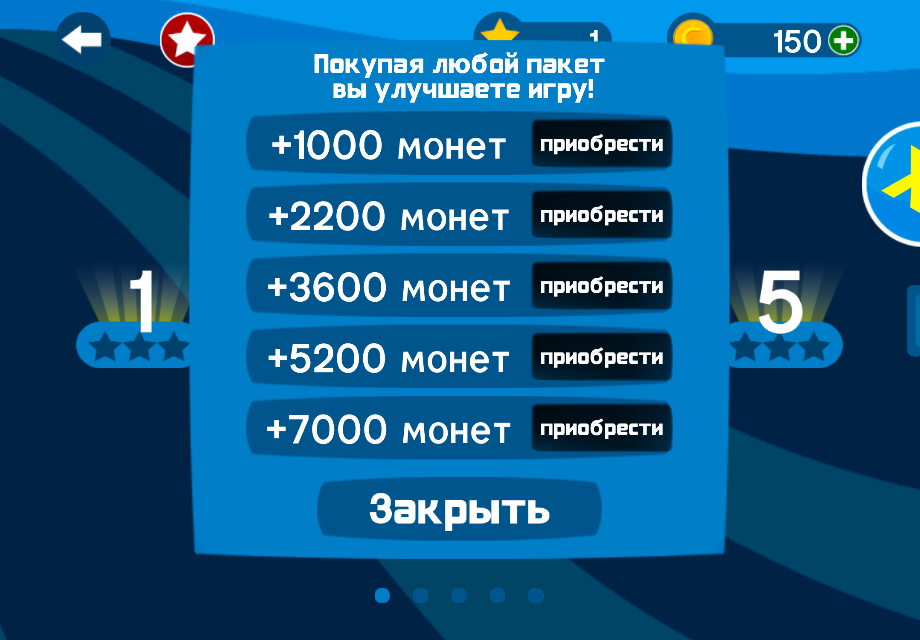 1
150
Покупая любой пакет
вы улучшаете игру!
+1000 монет приобрести
+2200 монет приобрести
+3600 монет приобрести
+5200 монет приобрести
+7000 монет приобрести
1
5
Закрыть